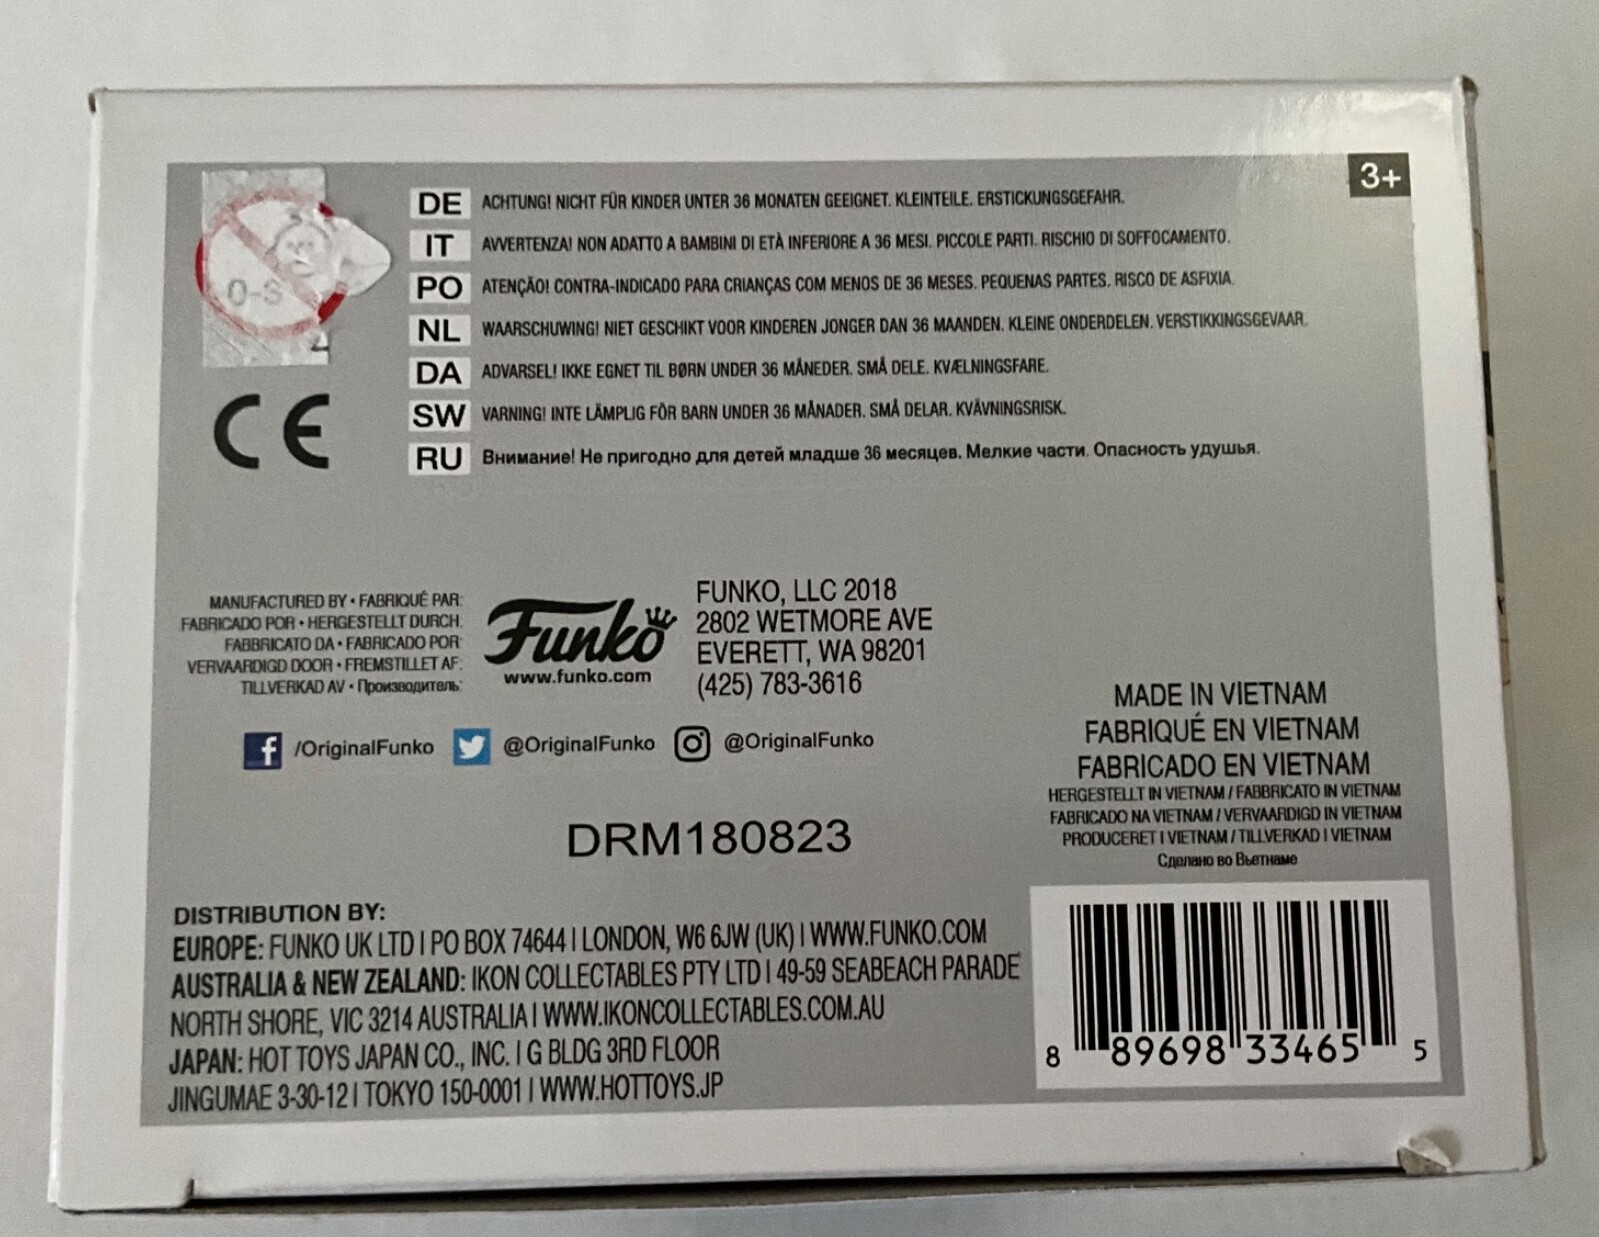 3+
0-3
DE ACHTUNG! NICHT FÜR KINDER UNTER 36 MONATEN GEEIGNET. KLEINTEILE. ERSTICKUNGSGEFAHR.
IT AVVERTENZA! NON ADATTO A BAMBINI DI ETÀ INFERIORE A 36 MESI. PICCOLE PARTI. RISCHIO DI SOFFOCAMENTO.
PO ATENÇÃO! CONTRA-INDICADO PARA CRIANÇAS COM MENOS DE 36 MESES. PEQUENAS PARTES. RISCO DE ASFIXIA.
NL WAARSCHUWING! NIET GESCHIKT VOOR KINDEREN JONGER DAN 36 MAANDEN. KLEINE ONDERDELEN. VERSTIKKINGSGEVAAR.
DA ADVARSEL! IKKE EGNET TIL BØRN UNDER 36 MÅNEDER. SMÅ DELE. KVÆLNINGSFARE.
SW VARNING! INTE LÄMPLIG FÖR BARN UNDER 36 MÅNADER. SMÅ DELAR. KVÄVNINGSRISK.
RU Внимание! Не пригодно для детей младше 36 месяцев. Мелкие части. Опасность удушья.
CE
MANUFACTURED BY • FABRIQUÉ PAR:
FABRICADO POR • HERGESTELLT DURCH:
FABBRICATO DA • FABRICADO POR:
VERVAARDIGD DOOR • FREMSTILLET AF:
TILLVERKAD AV • Производитель:
Funko
www.funko.com
FUNKO, LLC 2018
2802 WETMORE AVE
EVERETT, WA 98201
(425) 783-3616
/OriginalFunko @OriginalFunko @OriginalFunko
DRM180823
MADE IN VIETNAM
FABRIQUÉ EN VIETNAM
FABRICADO EN VIETNAM
HERGESTELLT IN VIETNAM / FABBRICATO IN VIETNAM
FABRICADO NA VIETNAM / VERVAARDIGD IN VIETNAM
PRODUCERET I VIETNAM / TILLVERKAD I VIETNAM
Сделано во Вьетнаме
DISTRIBUTION BY:
EUROPE: FUNKO UK LTD | PO BOX 74644 | LONDON, W6 6JW (UK) | WWW.FUNKO.COM
AUSTRALIA & NEW ZEALAND: IKON COLLECTABLES PTY LTD | 49-59 SEABEACH PARADE
NORTH SHORE, VIC 3214 AUSTRALIA | WWW.IKONCOLLECTABLES.COM.AU
JAPAN: HOT TOYS JAPAN CO., INC. | G BLDG 3RD FLOOR
JINGUMAE 3-30-12 | TOKYO 150-0001 | WWW.HOTTOYS.JP
8 89698 33465 5